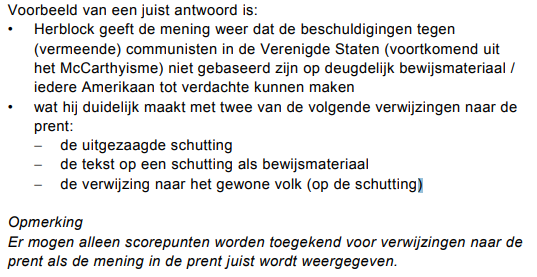 Voorbeeld van een juist antwoord is:
• Herblock geeft de mening weer dat de beschuldigingen tegen
(vermeende) communisten in de Verenigde Staten (voortkomend uit
het McCarthyisme) niet gebaseerd zijn op deugdelijk bewijsmateriaal /
iedere Amerikaan tot verdachte kunnen maken
• wat hij duidelijk maakt met twee van de volgende verwijzingen naar de
prent:
− de uitgezaagde schutting
− de tekst op een schutting als bewijsmateriaal
− de verwijzing naar het gewone volk (op de schutting)
Opmerking
Er mogen alleen scorepunten worden toegekend voor verwijzingen naar de
prent als de mening in de prent juist wordt weergegeven.